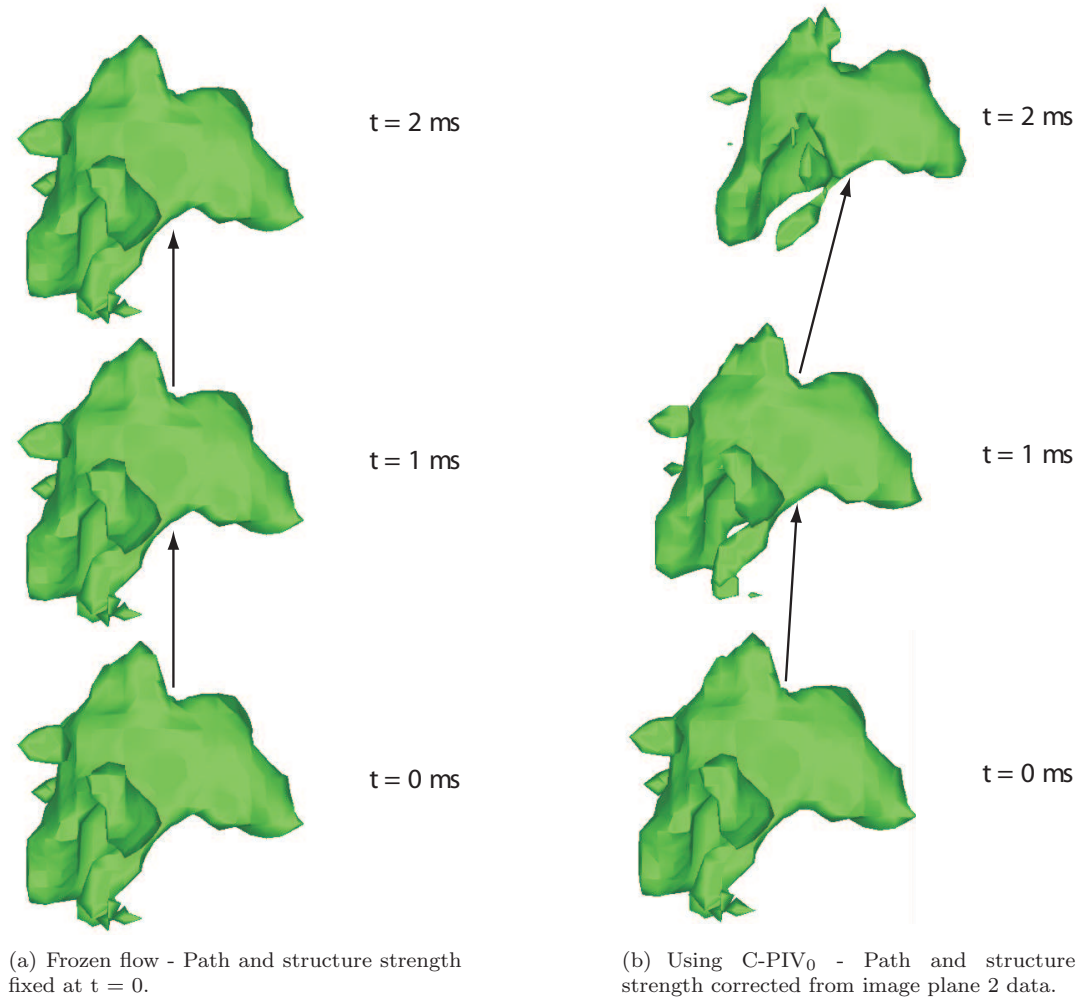 t = 2 ms
t = 1 ms
t = 0 ms
(a) Frozen flow - Path and structure strength
fixed at t = 0.
t = 2 ms
t = 1 ms
t = 0 ms
(b) Using C-PIV₀ - Path and structure
strength corrected from image plane 2 data.